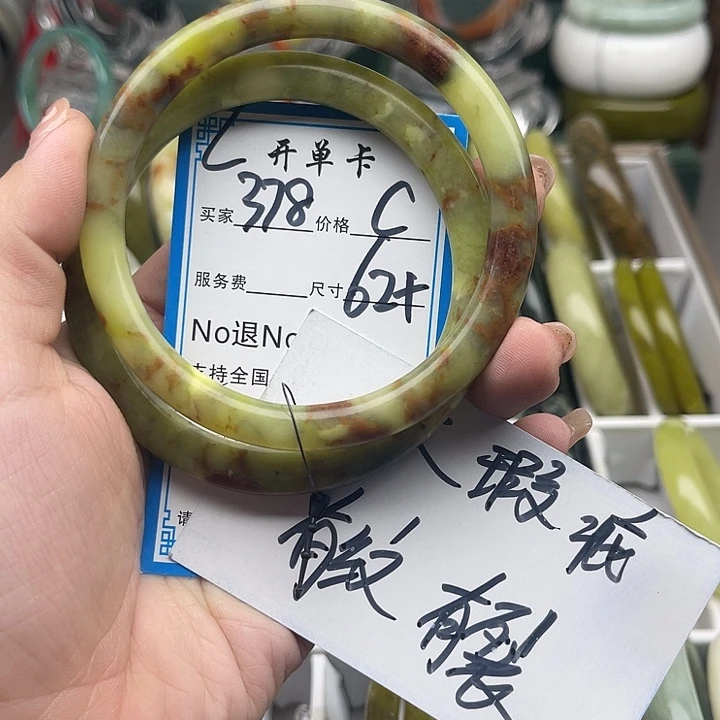 开单卡
买家 378 价格 C
服务费 尺寸 62+
No退No
支持全国
请
瑕疵
有纹
有裂